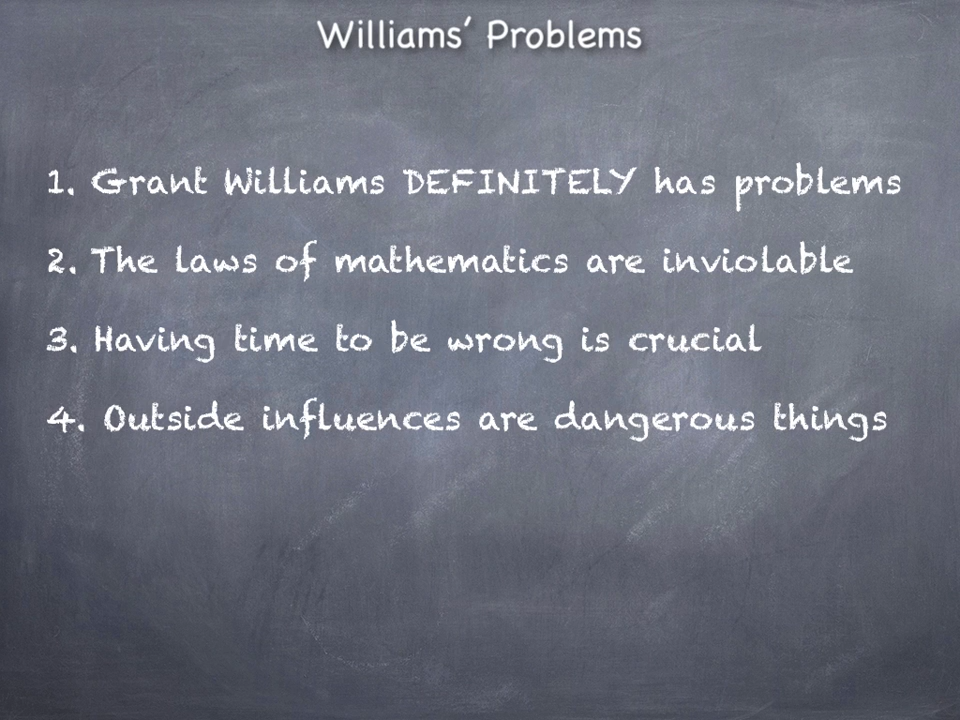 Williams’ Problems
1. Grant Williams DEFINITELY has problems
2. The laws of mathematics are inviolable
3. Having time to be wrong is crucial
4. Outside influences are dangerous things